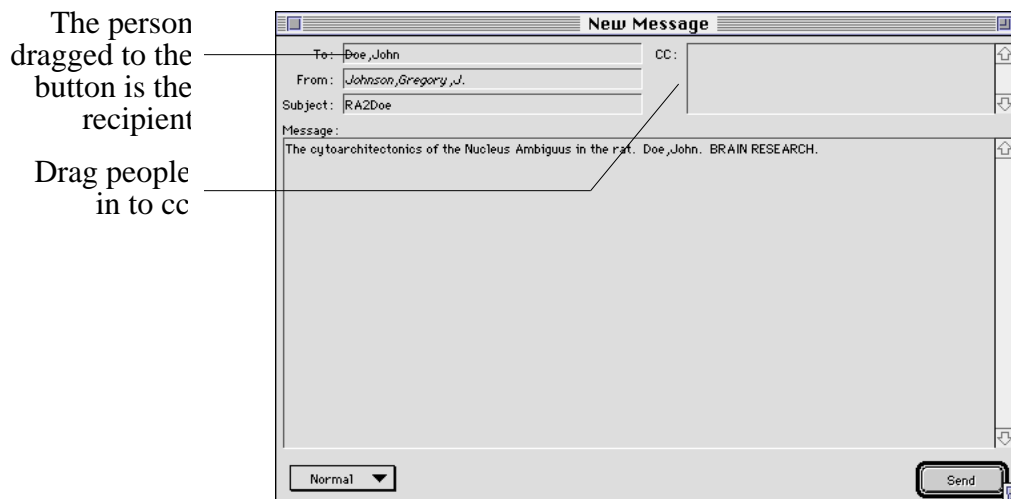 The person
dragged to the
button is the
recipient
Drag people
in to cc
New Message
To: Doe,John
CC:
From: Johnson,Gregory,J.
Subject: RA2Doe
Message:
The cytoarchitectonics of the Nucleus Ambiguus in the rat. Doe,John. BRAIN RESEARCH.
Normal
Send